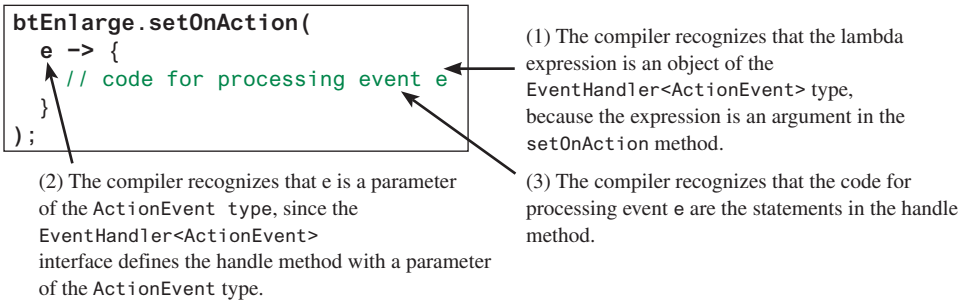 btEnlarge.setOnAction(
e -> {
// code for processing event e
}
);
(1) The compiler recognizes that the lambda
expression is an object of the
EventHandler<ActionEvent> type,
because the expression is an argument in the
setOnAction method.
(2) The compiler recognizes that e is a parameter
of the ActionEvent type, since the
EventHandler<ActionEvent>
interface defines the handle method with a parameter
of the ActionEvent type.
(3) The compiler recognizes that the code for
processing event e are the statements in the handle
method.